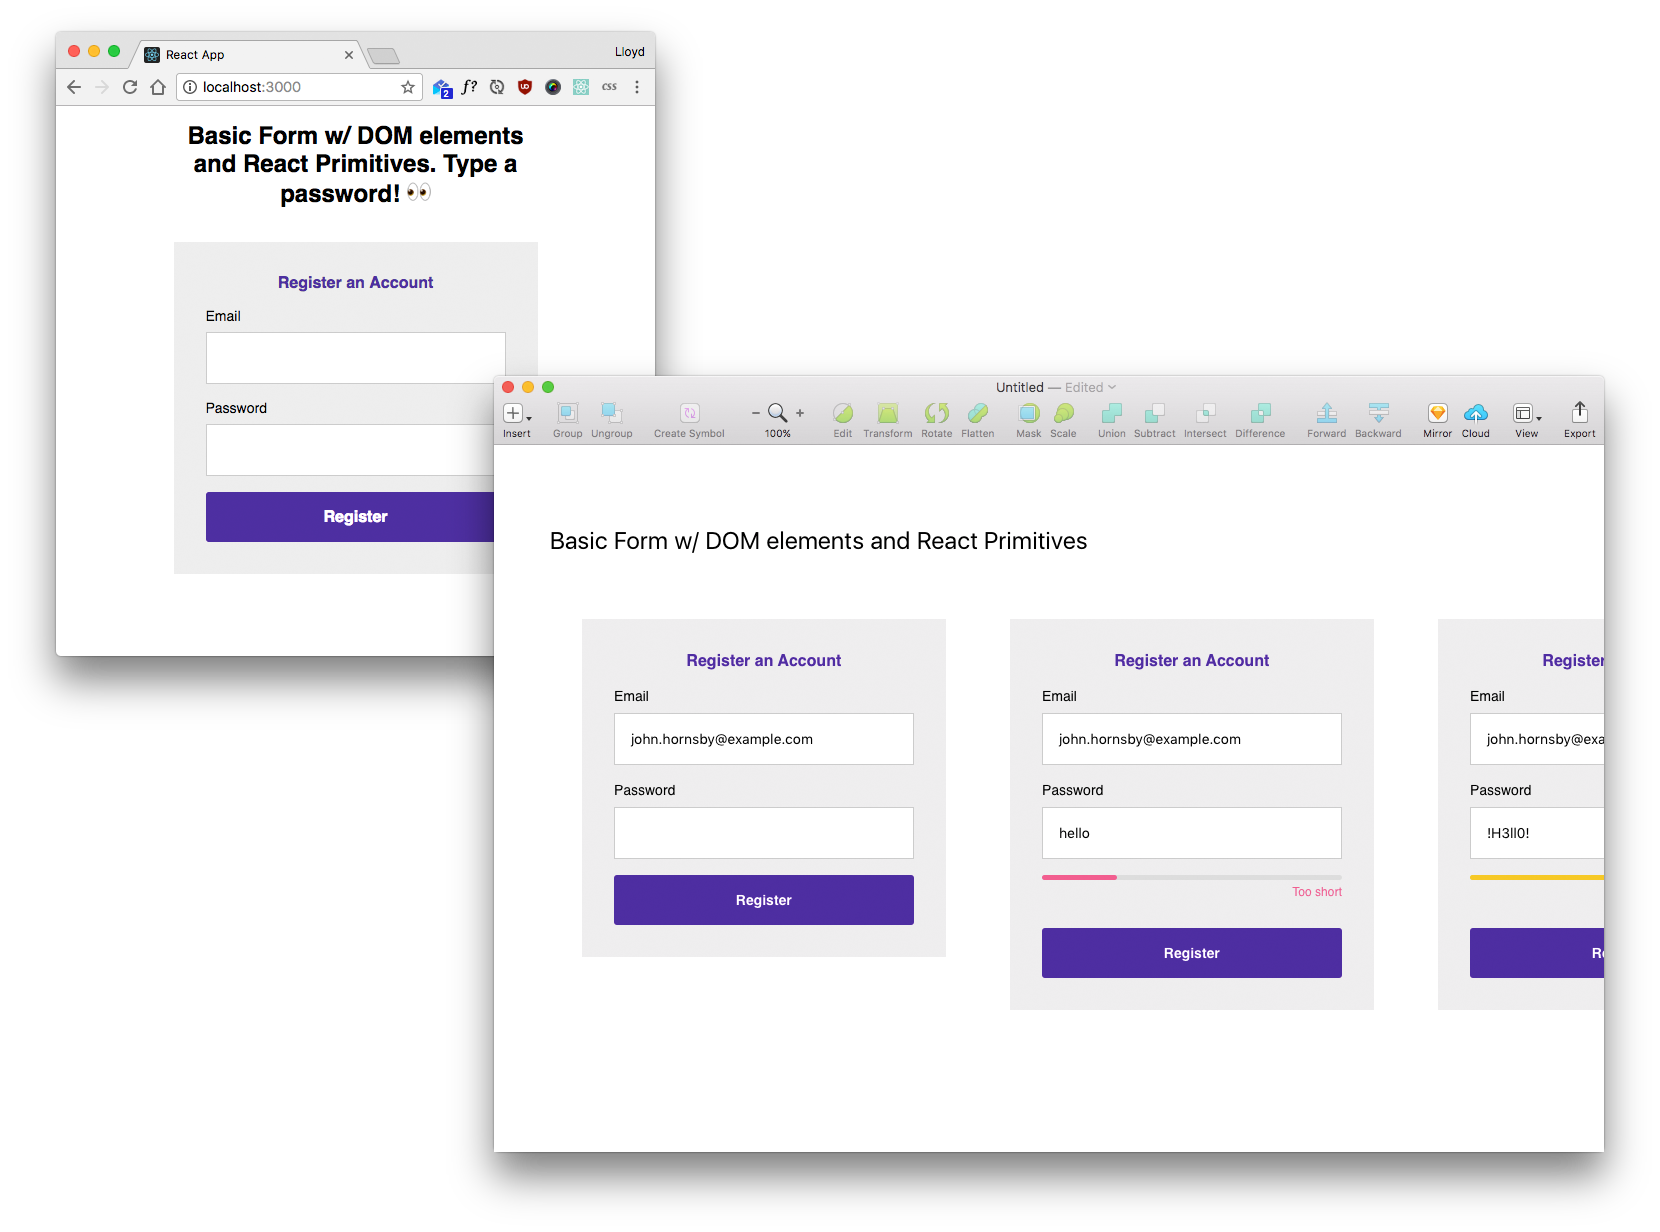 React App
Lloyd
localhost:3000
2
f?
css
Basic Form w/ DOM elements
and React Primitives. Type a
password! 👀
Register an Account
Email
Password
Register
Untitled — Edited
Insert
Group
Ungroup
Create Symbol
100%
Edit
Transform
Rotate
Flatten
Mask
Scale
Union
Subtract
Intersect
Difference
Forward
Backward
Mirror
Cloud
View
Export
Basic Form w/ DOM elements and React Primitives
Register an Account
Email
john.hornsby@example.com
Password
Register
Register an Account
Email
john.hornsby@example.com
Password
hello
Too short
Register
Register
Email
john.hornsby@exa
Password
!H3ll0!
Re